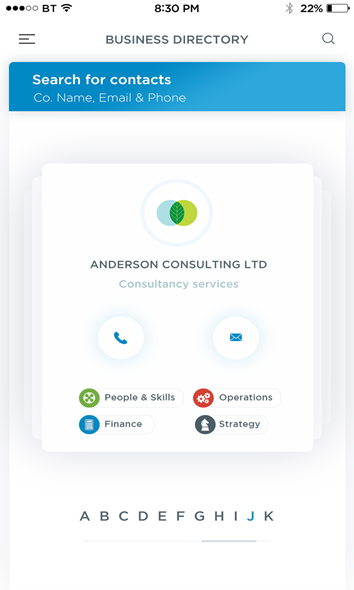 BT 8:30 PM 22%
BUSINESS DIRECTORY
Search for contacts
Co. Name, Email & Phone
ANDERSON CONSULTING LTD
Consultancy services
People & Skills Operations
Finance Strategy
A B C D E F G H I J K